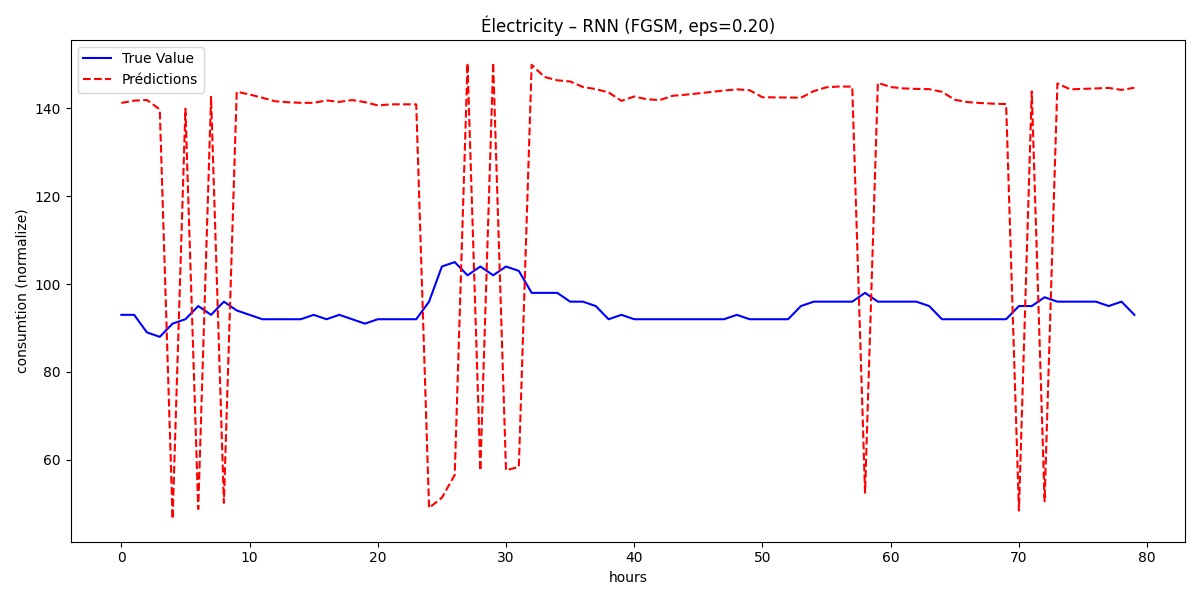 Électricity – RNN (FGSM, eps=0.20)
True Value
Prédictions
consumtion (normalize)
140
120
100
80
60
0 10 20 30 40 50 60 70 80
hours